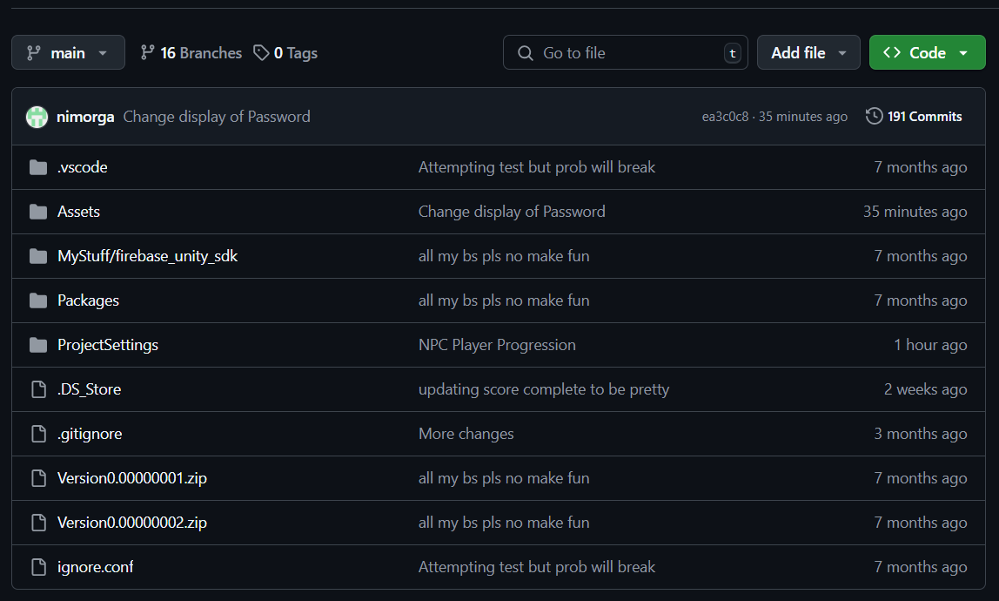 main 16 Branches 0 Tags Go to file t Add file Code
nimorga Change display of Password ea3c0c8 · 35 minutes ago 191 Commits
.vscode Attempting test but prob will break 7 months ago
Assets Change display of Password 35 minutes ago
MyStuff/firebase_unity_sdk all my bs pls no make fun 7 months ago
Packages all my bs pls no make fun 7 months ago
ProjectSettings NPC Player Progression 1 hour ago
.DS_Store updating score complete to be pretty 2 weeks ago
.gitignore More changes 3 months ago
Version0.00000001.zip all my bs pls no make fun 7 months ago
Version0.00000002.zip all my bs pls no make fun 7 months ago
ignore.conf Attempting test but prob will break 7 months ago